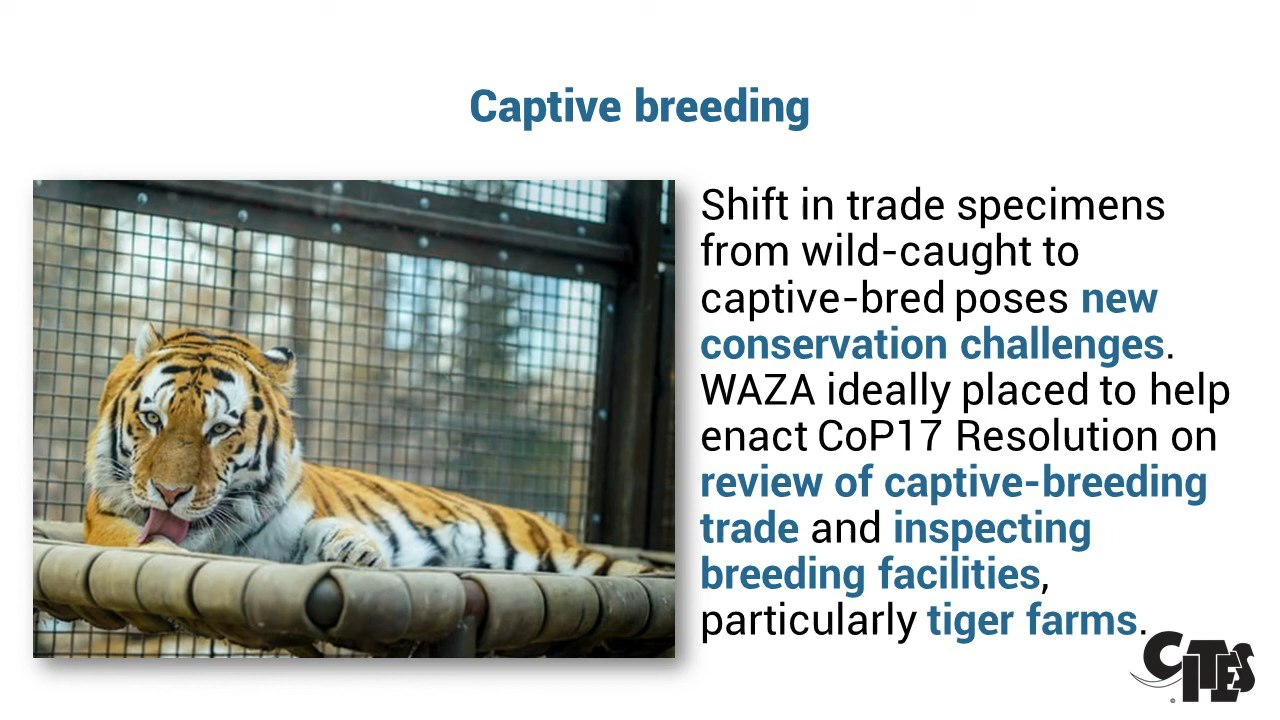 Captive breeding
Shift in trade specimens
from wild-caught to
captive-bred poses new
conservation challenges.
WAZA ideally placed to help
enact CoP17 Resolution on
review of captive-breeding
trade and inspecting
breeding facilities,
particularly tiger farms.
CITES
®